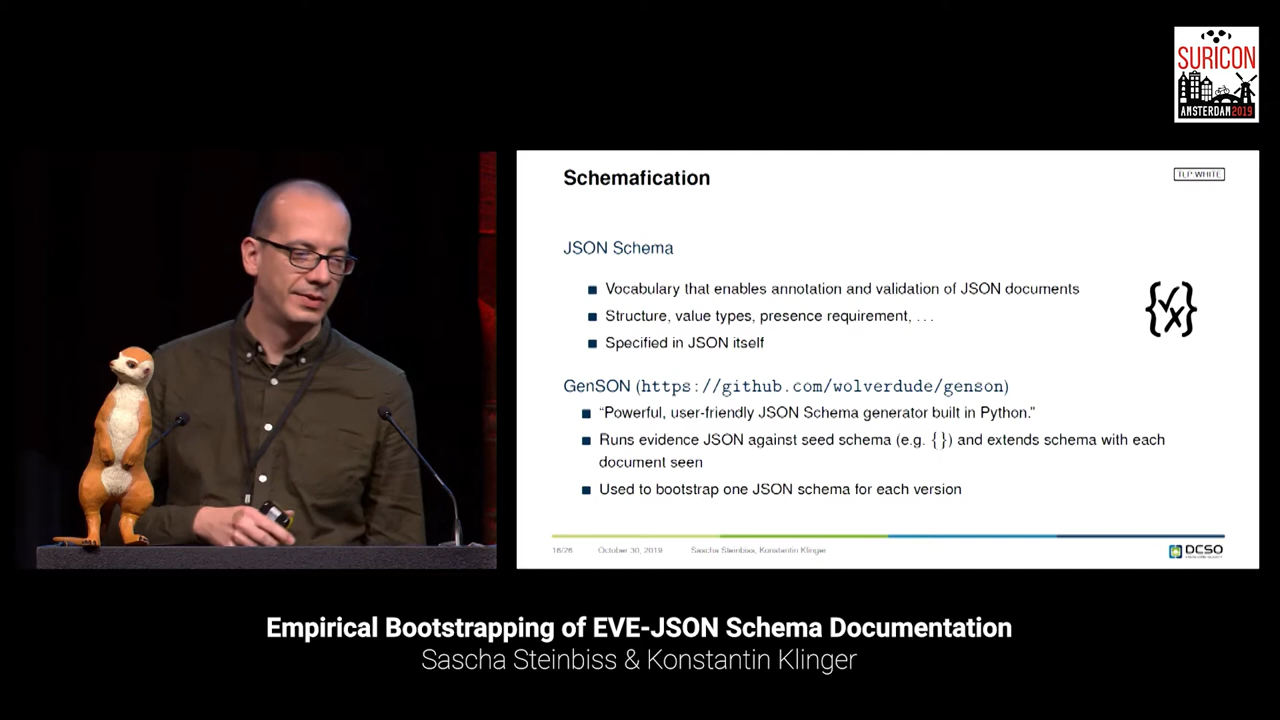 SURICON
AMSTERDAM 2019
Schemafication
TLP:WHITE
JSON Schema
Vocabulary that enables annotation and validation of JSON documents
Structure, value types, presence requirement, . . .
Specified in JSON itself
GenSON (https://github.com/wolverdude/genson)
“Powerful, user-friendly JSON Schema generator built in Python.”
Runs evidence JSON against seed schema (e.g. {}) and extends schema with each
document seen
Used to bootstrap one JSON schema for each version
October 30, 2019
Sascha Steinbiss, Konstantin Klinger
DCSO
Empirical Bootstrapping of EVE-JSON Schema Documentation
Sascha Steinbiss & Konstantin Klinger